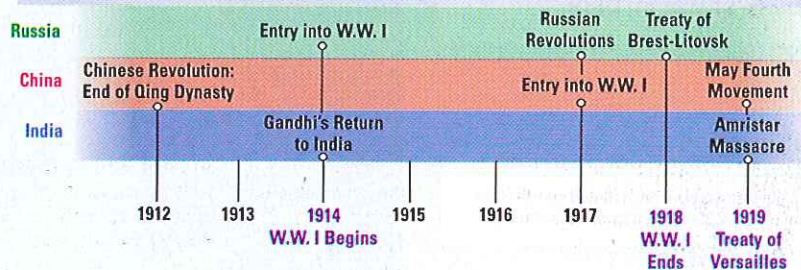 Russia
Entry into W.W. I
Russian
Revolutions
Treaty of
Brest-Litovsk
China
Chinese Revolution:
End of Qing Dynasty
Entry into W.W. I
May Fourth
Movement
India
Gandhi's Return
to India
Amristar
Massacre
1912 1913 1914 1915 1916 1917 1918 1919
W.W. I Begins
W.W. I
Ends
Treaty of
Versailles